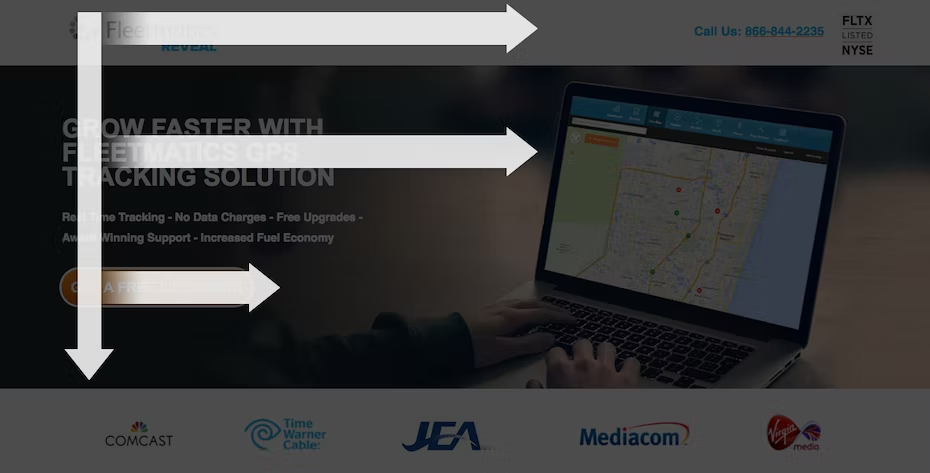 Fleetmatics
REVEAL
Call Us: 866-844-2235
FLTX
LISTED
NYSE
GROW FASTER WITH
FLEETMATICS GPS
TRACKING SOLUTION
Real Time Tracking - No Data Charges - Free Upgrades -
Award Winning Support - Increased Fuel Economy
GET A FREE
COMCAST
Time
Warner
Cable:
JEA
Mediacom
Virgin
media